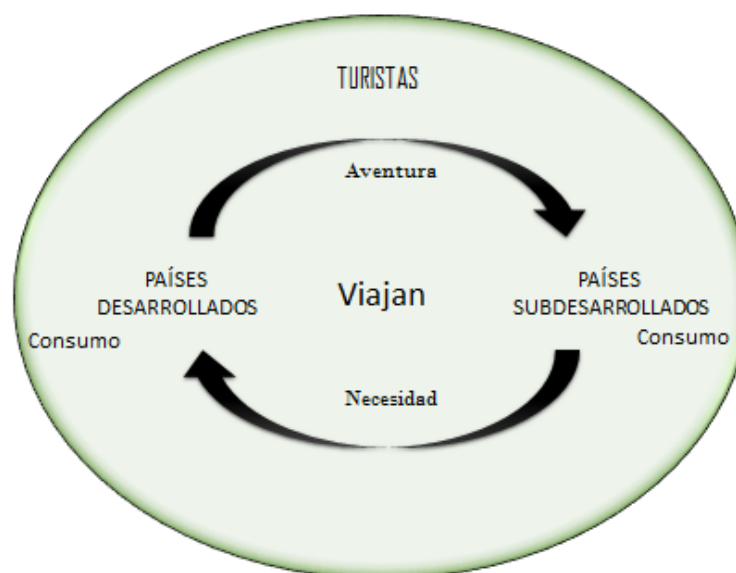 TURISTAS
Aventura
PAÍSES
DESARROLLADOS
Consumo
Viajan
PAÍSES
SUBDESARROLLADOS
Consumo
Necesidad